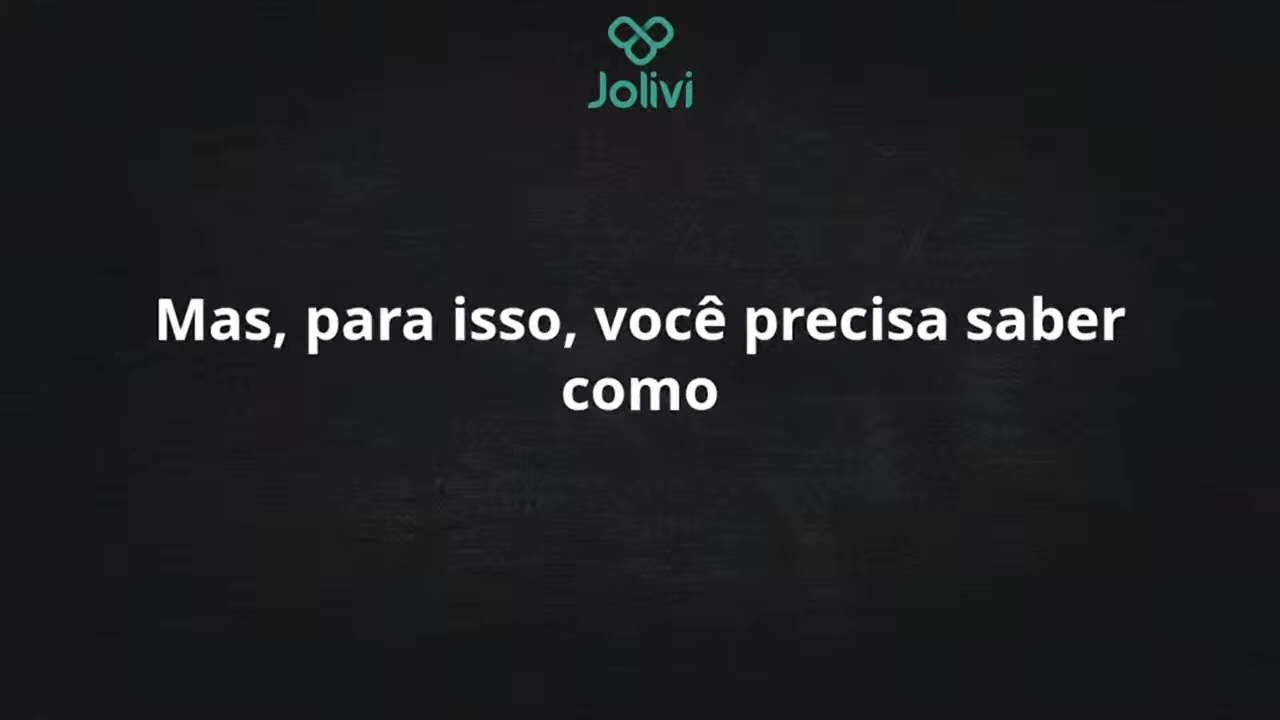 Jolivi
Mas, para isso, você precisa saber
como